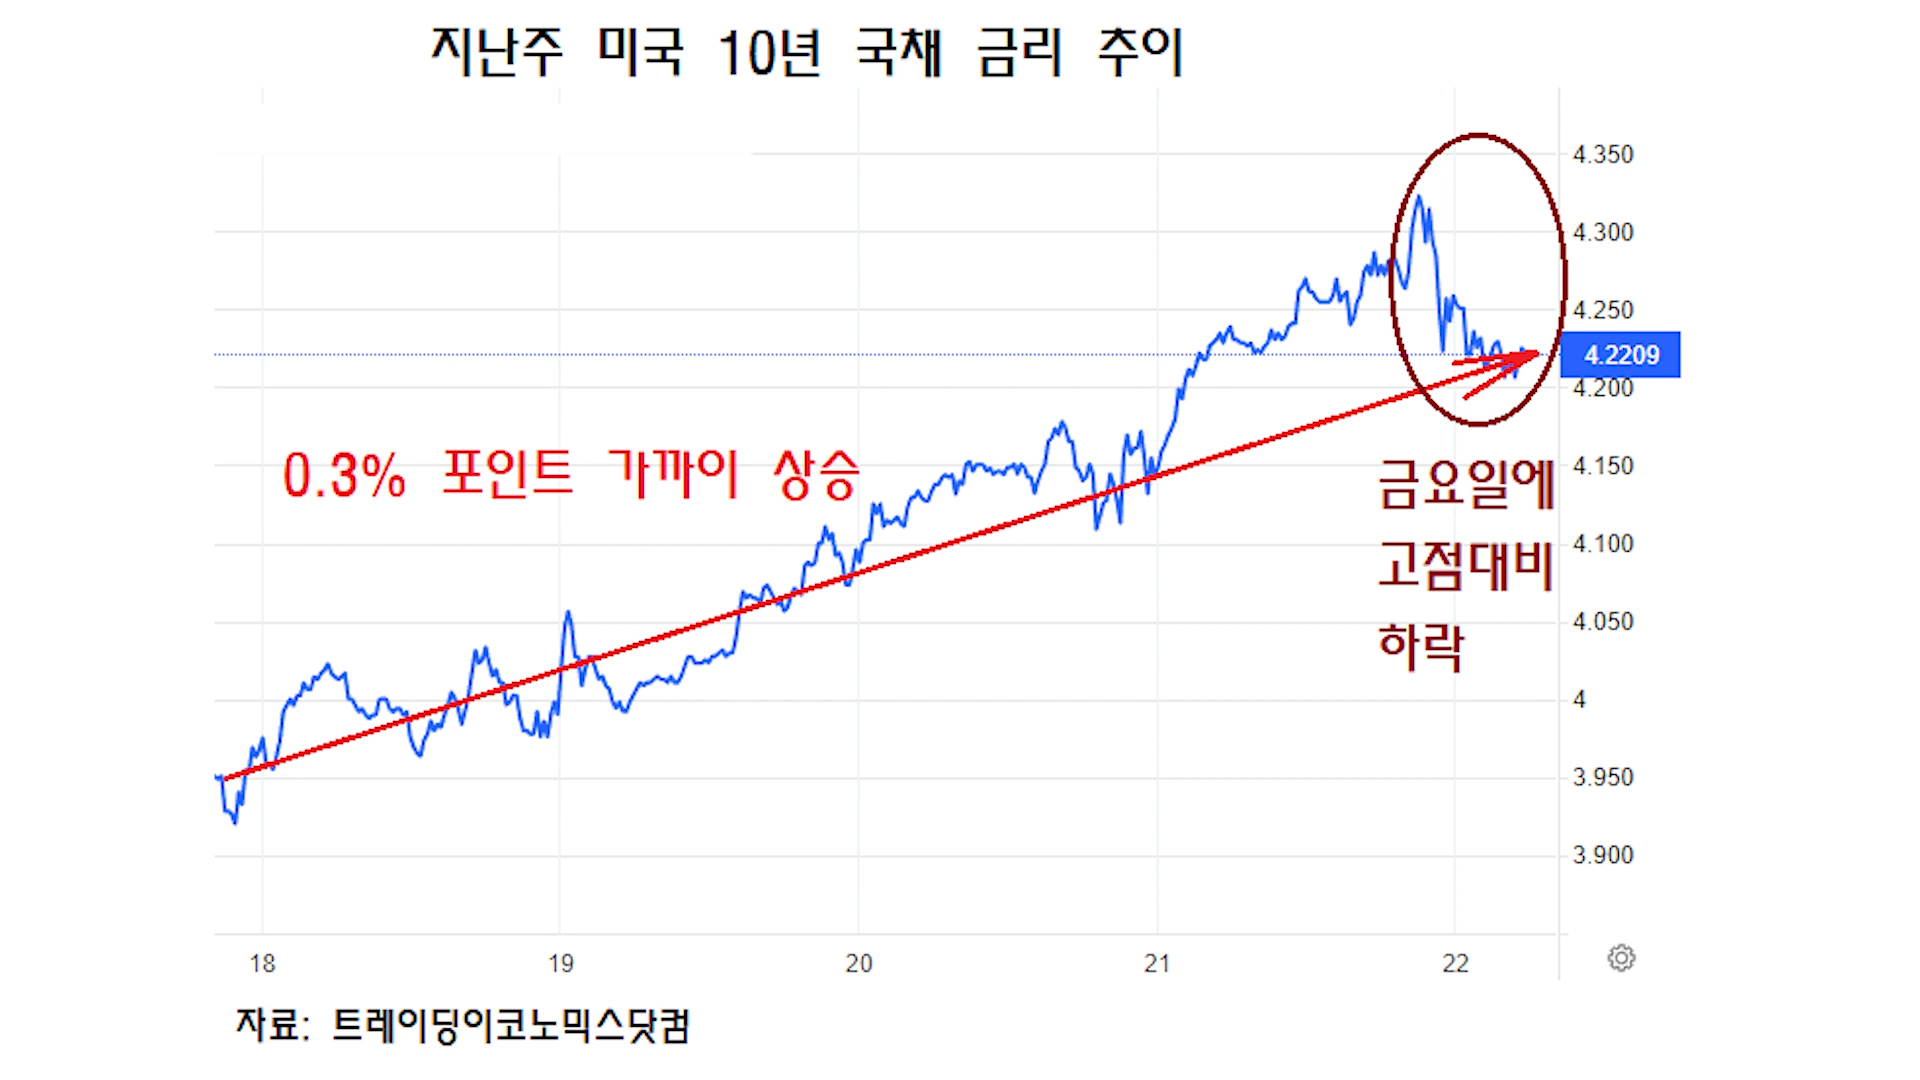 지난주 미국 10년 국채 금리 추이
4.350
4.300
4.250
4.2209
4.200
0.3% 포인트 가까이 상승
4.150
금요일에
고점대비
하락
4.100
4.050
4
3.950
3.900
18 19 20 21 22
자료: 트레이딩이코노믹스닷컴